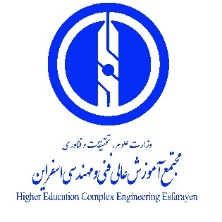 وزارت علوم، تحقیقات و فناوری
مجتمع آموزش عالی فنی و مهندسی اسفراین
Higher Education Complex Engineering Esfarayen